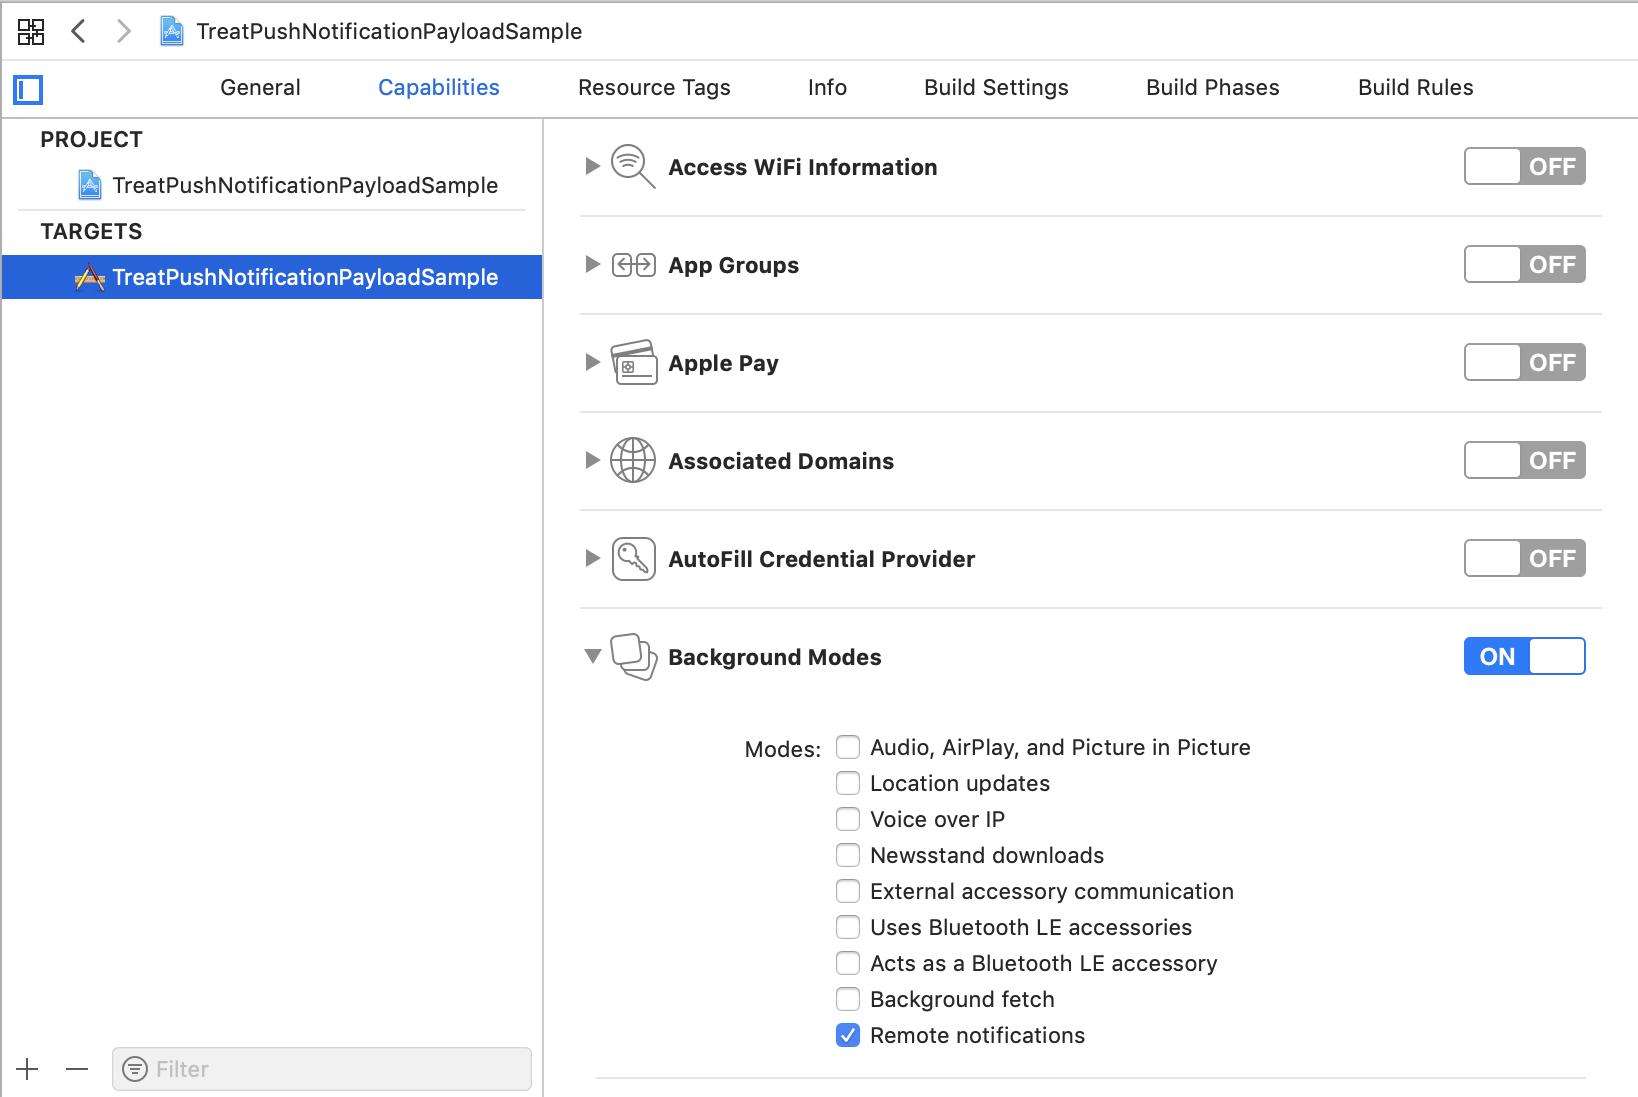 TreatPushNotificationPayloadSample
General Capabilities Resource Tags Info Build Settings Build Phases Build Rules
PROJECT
TreatPushNotificationPayloadSample
TARGETS
TreatPushNotificationPayloadSample
Filter
Access WiFi Information OFF
App Groups OFF
Apple Pay OFF
Associated Domains OFF
AutoFill Credential Provider OFF
Background Modes ON
Modes: Audio, AirPlay, and Picture in Picture
Location updates
Voice over IP
Newsstand downloads
External accessory communication
Uses Bluetooth LE accessories
Acts as a Bluetooth LE accessory
Background fetch
Remote notifications